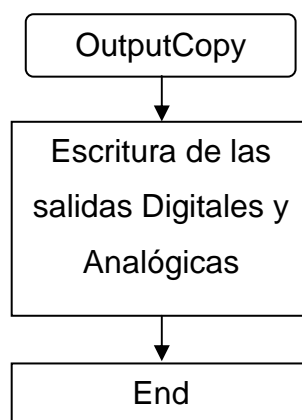 OutputCopy
Escritura de las
salidas Digitales y
Analógicas
End